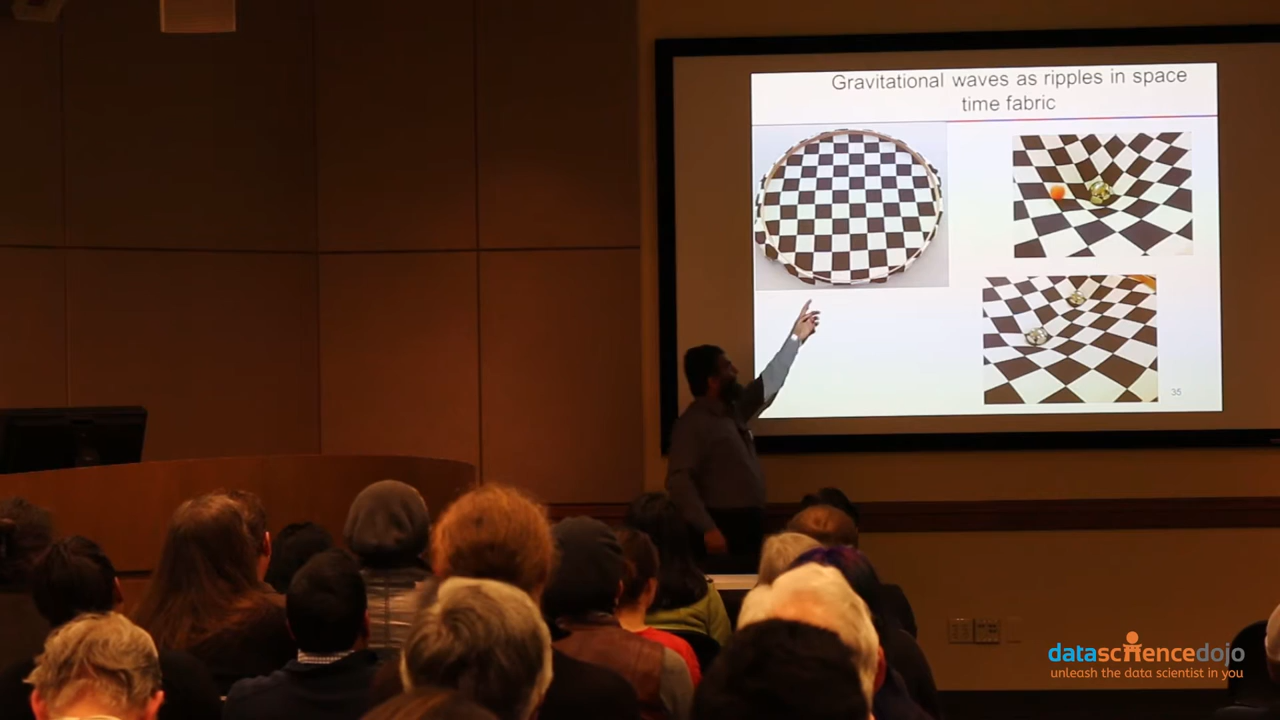 Gravitational waves as ripples in space
time fabric
35
datasciencedojo
unleash the data scientist in you